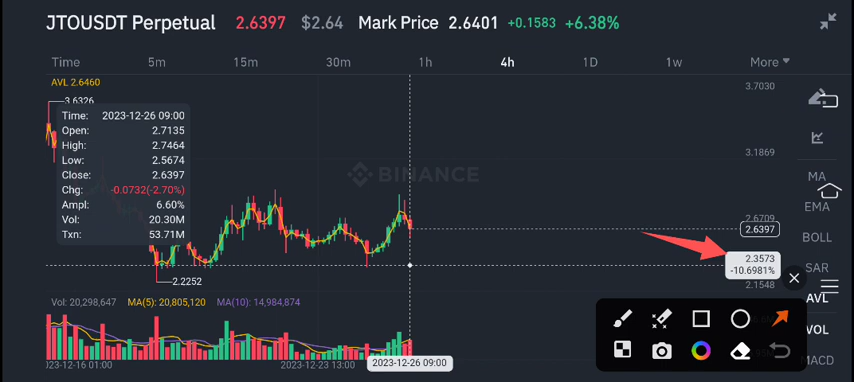 JTOUSDT Perpetual 2.6397 $2.64 Mark Price 2.6401 +0.1583 +6.38%
Time 5m 15m 30m 1h 4h 1D 1w More
AVL 2.6460
3.7030
3.6326
Time: 2023-12-26 09:00
Open: 2.7135
High: 2.7464
Low: 2.5674
Close: 2.6397
Chg: -0.0732(-2.70%)
Ampl: 6.60%
Vol: 20.30M
Txn: 53.71M
3.1869
BINANCE
MA
EMA
2.6709
2.6397
BOLL
2.3573
-10.6981%
SAR
2.2252
2.1548
AVL
Vol: 20,298,647 MA(5): 20,805,120 MA(10): 14,984,874
VOL
MACD
2023-12-16 01:00 2023-12-23 13:00 2023-12-26 09:00